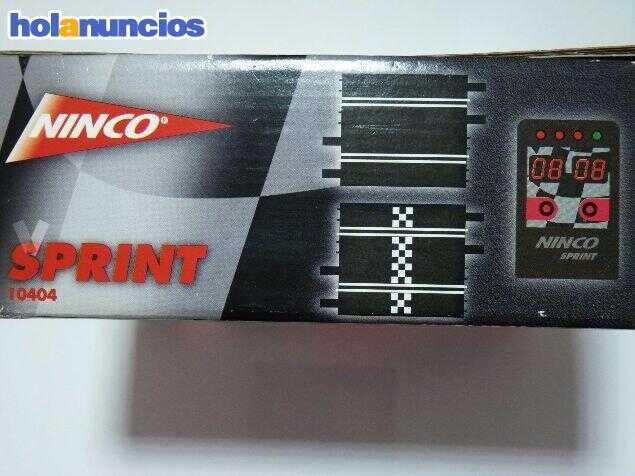 holanuncios
NINCO®
SPRINT
10404
08 08
NINCO
SPRINT